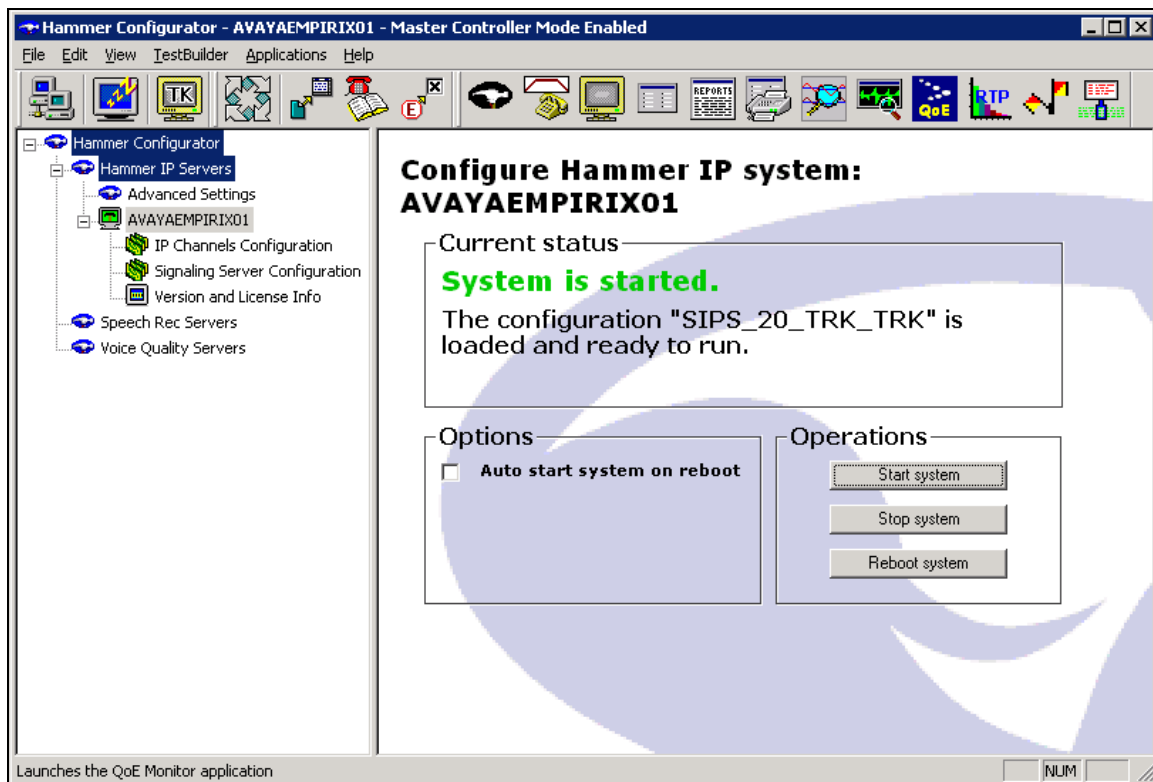 Hammer Configurator - AVAYAEMPIRIX01 - Master Controller Mode Enabled
File Edit View TestBuilder Applications Help
TK
E
REPORTS
QoE
RTP
Hammer Configurator
Hammer IP Servers
Advanced Settings
AVAYAEMPIRIX01
IP Channels Configuration
Signaling Server Configuration
Version and License Info
Speech Rec Servers
Voice Quality Servers
Configure Hammer IP system:
AVAYAEMPIRIX01
Current status
System is started.
The configuration "SIPS_20_TRK_TRK" is
loaded and ready to run.
Options
Auto start system on reboot
Operations
Start system
Stop system
Reboot system
Launches the QoE Monitor application
NUM